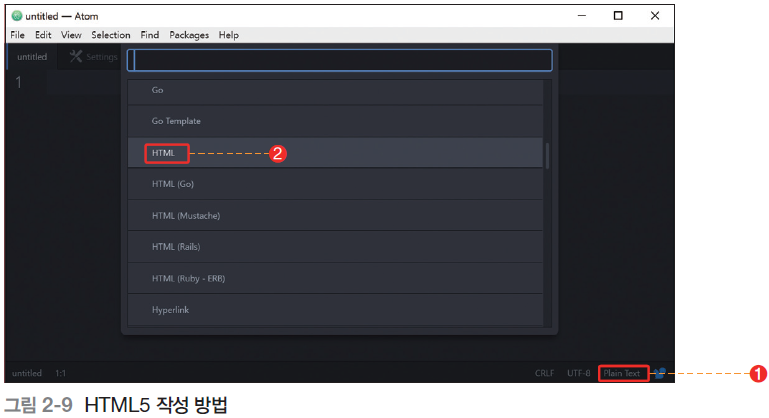 untitled — Atom
File Edit View Selection Find Packages Help
untitled Settings
1
Go
Go Template
HTML 2
HTML (Go)
HTML (Mustache)
HTML (Rails)
HTML (Ruby - ERB)
Hyperlink
untitled 1:1 CRLF UTF-8 Plain Text 1
그림 2-9 HTML5 작성 방법